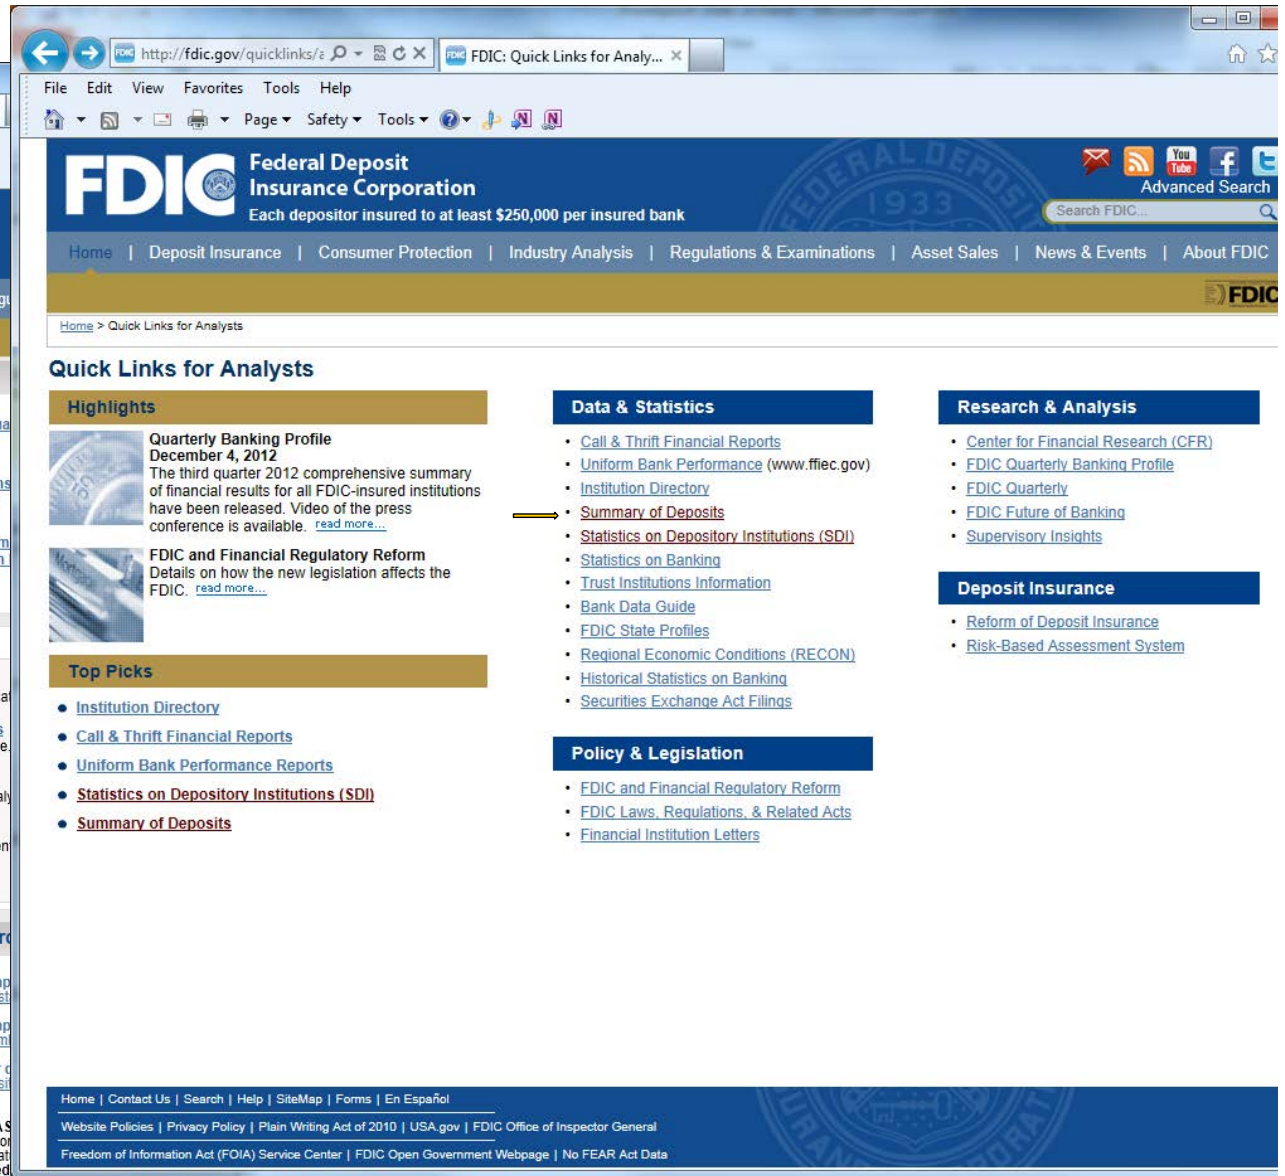 http://fdic.gov/quicklinks/a
FDIC: Quick Links for Analy...
File Edit View Favorites Tools Help
Page Safety Tools
FDIC
Federal Deposit
Insurance Corporation
Each depositor insured to at least $250,000 per insured bank
FEDERAL DEPOSIT
1933
You
Tube
Advanced Search
Search FDIC...
Home | Deposit Insurance | Consumer Protection | Industry Analysis | Regulations & Examinations | Asset Sales | News & Events | About FDIC
FDIC
Home > Quick Links for Analysts
Quick Links for Analysts
Highlights
Quarterly Banking Profile
December 4, 2012
The third quarter 2012 comprehensive summary
of financial results for all FDIC-insured institutions
have been released. Video of the press
conference is available. read more...
FDIC and Financial Regulatory Reform
Details on how the new legislation affects the
FDIC. read more...
Mortgage
Top Picks
• Institution Directory
• Call & Thrift Financial Reports
• Uniform Bank Performance Reports
• Statistics on Depository Institutions (SDI)
• Summary of Deposits
Data & Statistics
• Call & Thrift Financial Reports
• Uniform Bank Performance (www.ffiec.gov)
• Institution Directory
• Summary of Deposits
• Statistics on Depository Institutions (SDI)
• Statistics on Banking
• Trust Institutions Information
• Bank Data Guide
• FDIC State Profiles
• Regional Economic Conditions (RECON)
• Historical Statistics on Banking
• Securities Exchange Act Filings
Policy & Legislation
• FDIC and Financial Regulatory Reform
• FDIC Laws, Regulations, & Related Acts
• Financial Institution Letters
Research & Analysis
• Center for Financial Research (CFR)
• FDIC Quarterly Banking Profile
• FDIC Quarterly
• FDIC Future of Banking
• Supervisory Insights
Deposit Insurance
• Reform of Deposit Insurance
• Risk-Based Assessment System
Home | Contact Us | Search | Help | SiteMap | Forms | En Español
Website Policies | Privacy Policy | Plain Writing Act of 2010 | USA.gov | FDIC Office of Inspector General
Freedom of Information Act (FOIA) Service Center | FDIC Open Government Webpage | No FEAR Act Data